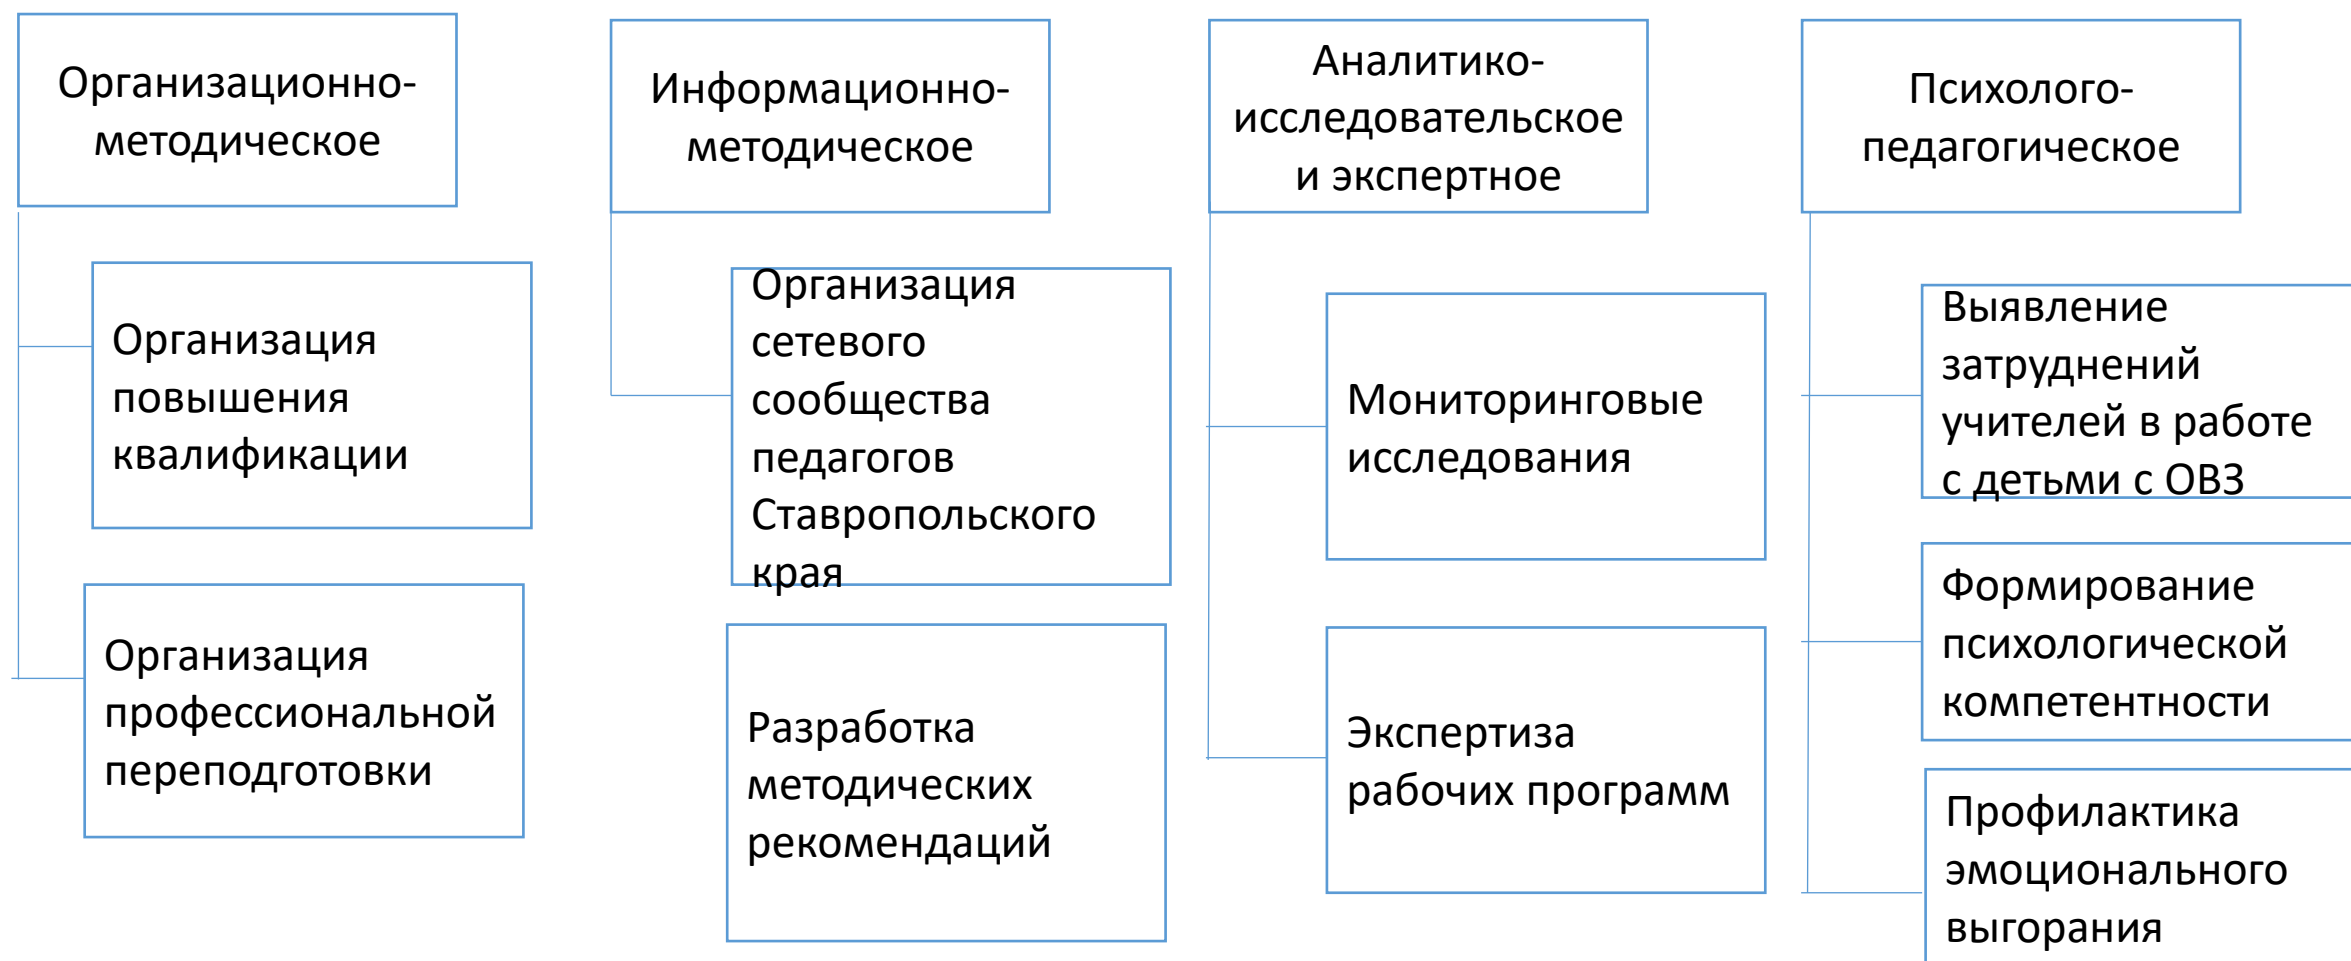 Организационно-
методическое
Организация
повышения
квалификации
Организация
профессиональной
переподготовки
Информационно-
методическое
Организация
сетевого
сообщества
педагогов
Ставропольского
края
Разработка
методических
рекомендаций
Аналитико-
исследовательское
и экспертное
Мониторинговые
исследования
Экспертиза
рабочих программ
Психолого-
педагогическое
Выявление
затруднений
учителей в работе
с детьми с ОВЗ
Формирование
психологической
компетентности
Профилактика
эмоционального
выгорания